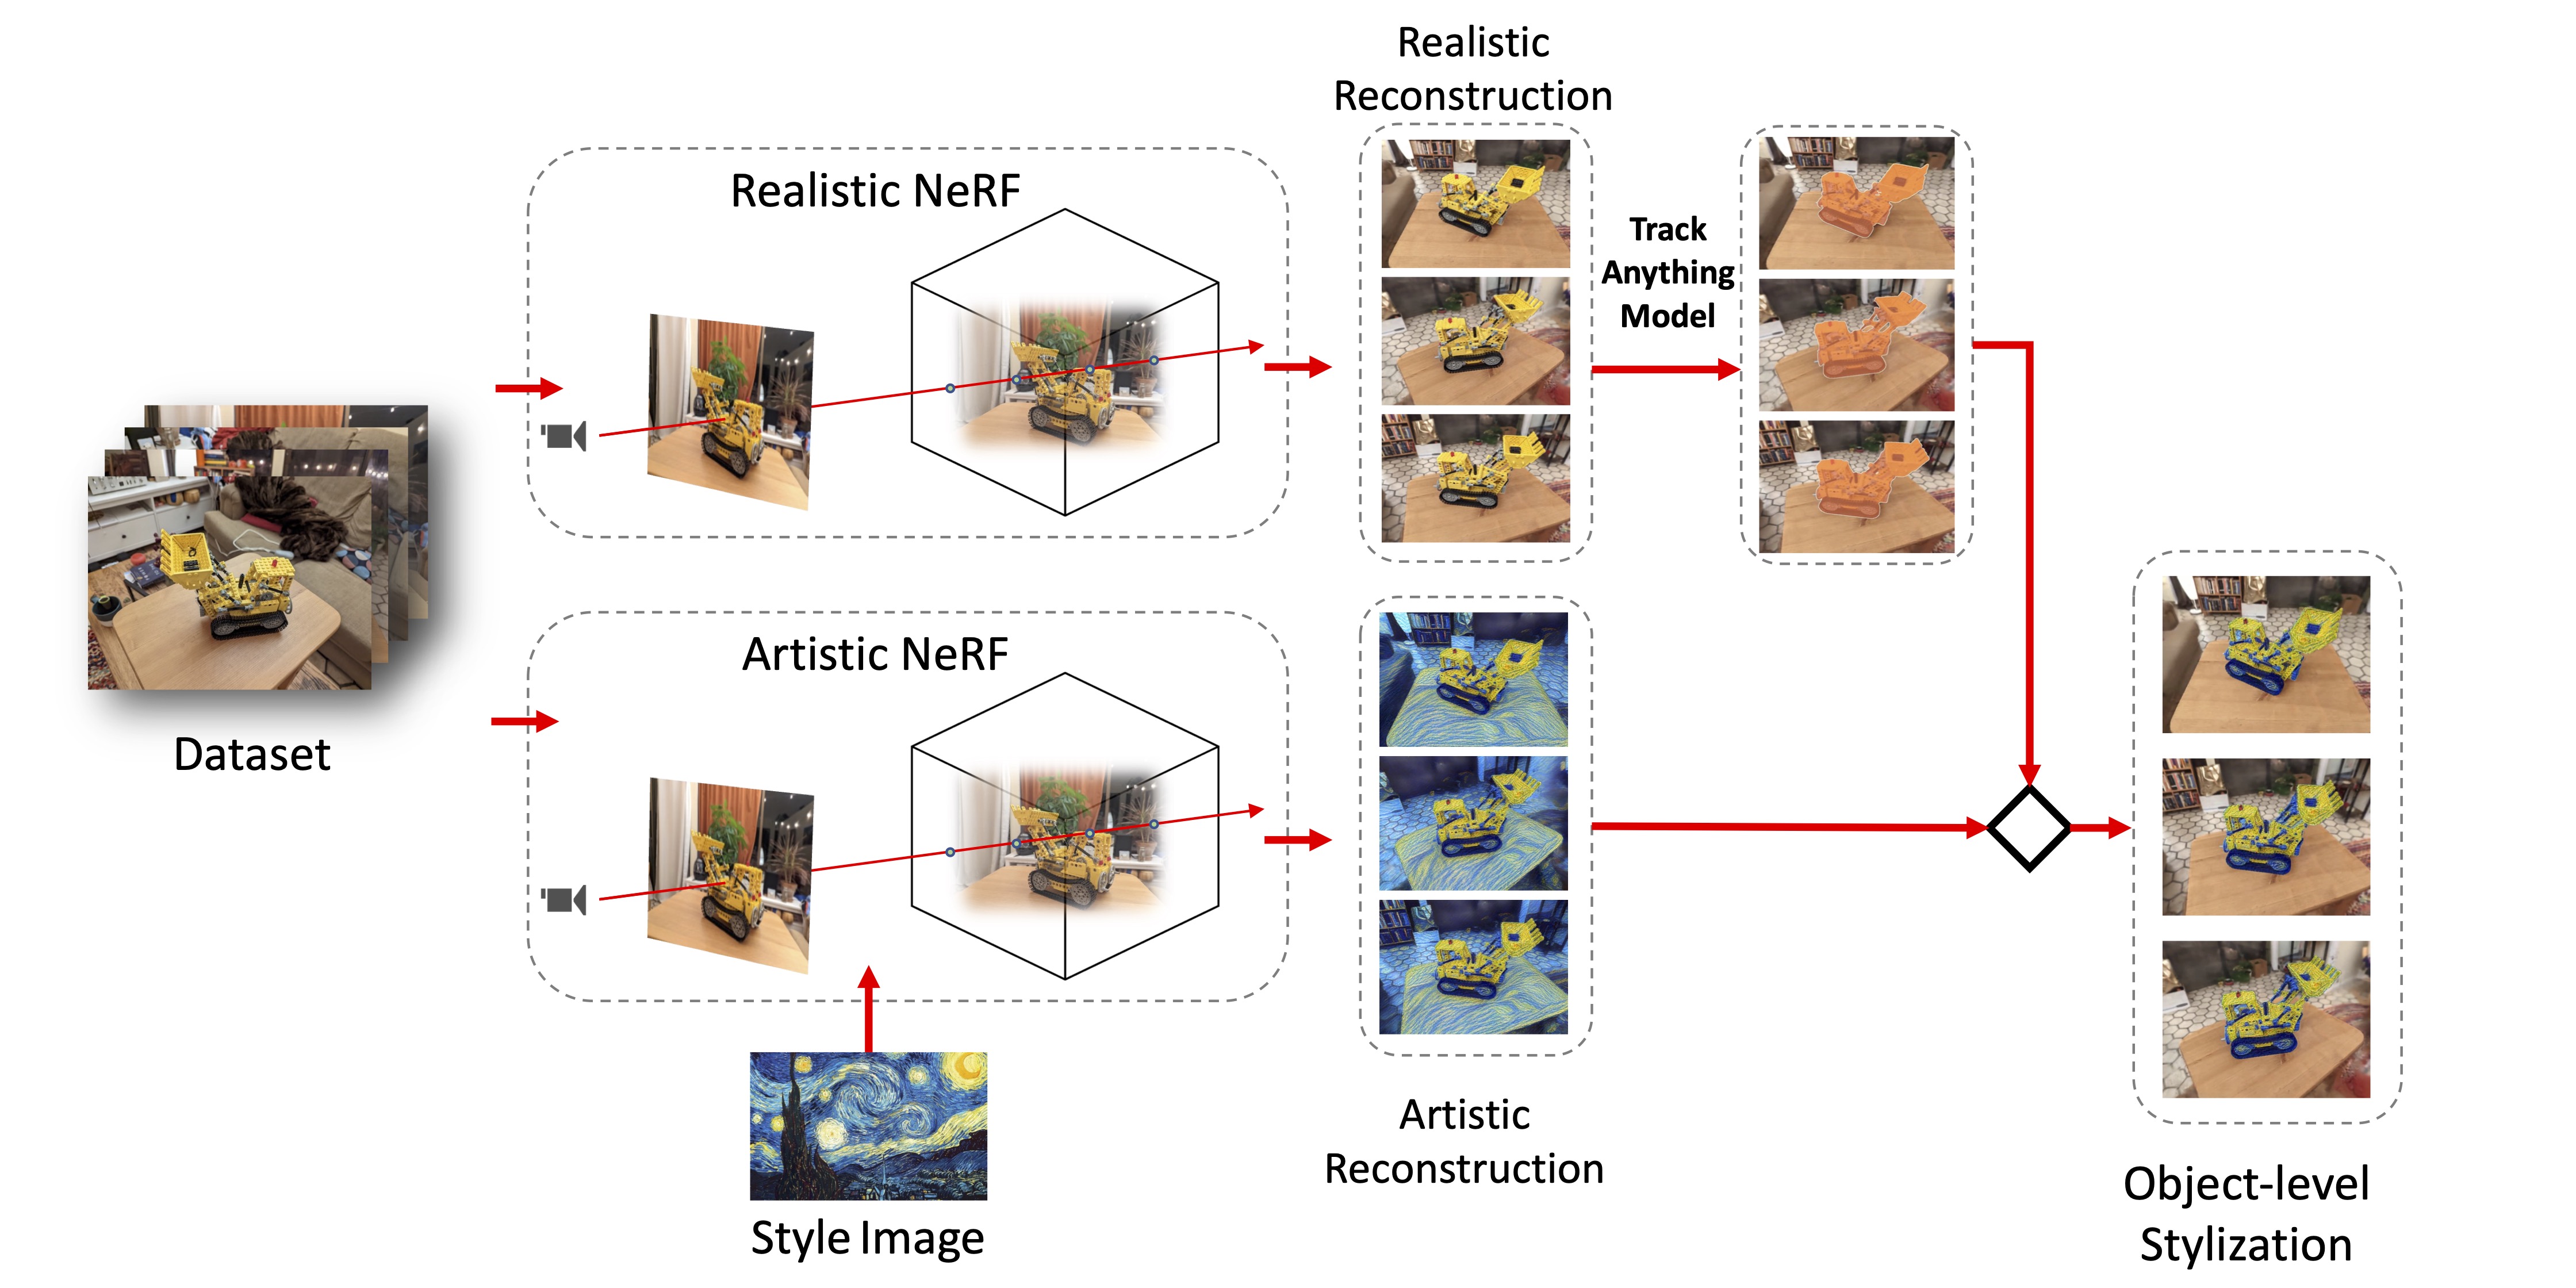 Realistic
Reconstruction
Realistic NeRF
Track
Anything
Model
Dataset
Artistic NeRF
Style Image
Artistic
Reconstruction
Object-level
Stylization